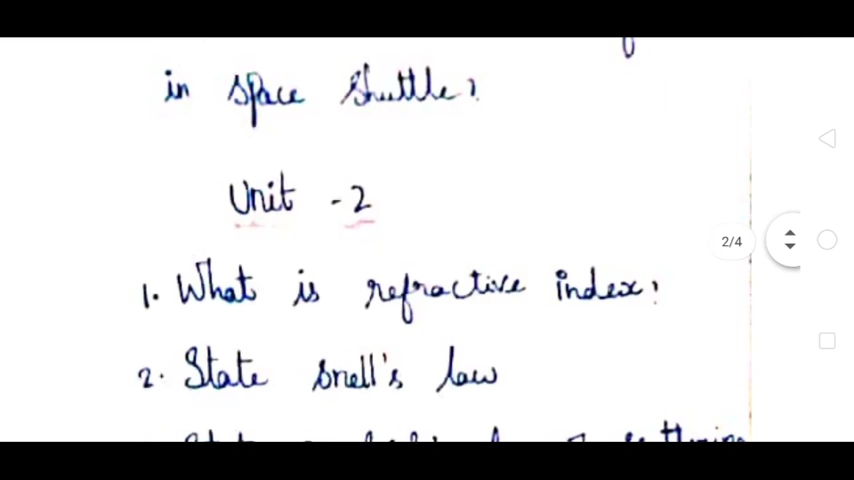 in space shuttle?
Unit - 2
1. What is refractive index?
2/4
2. State snell's law